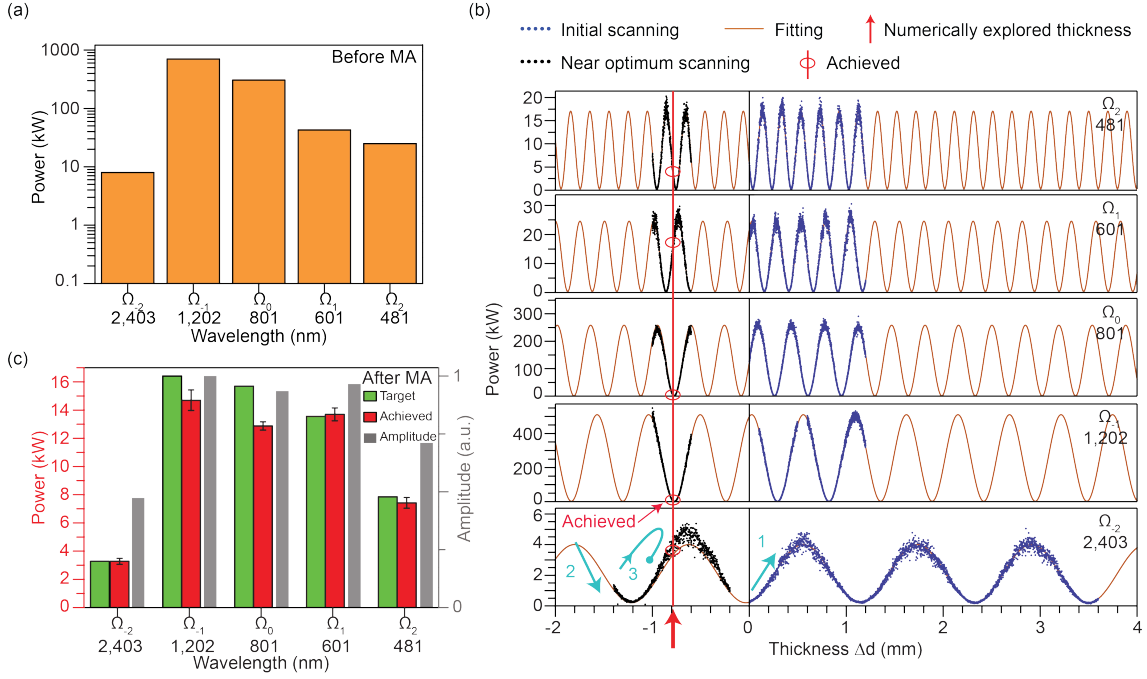 (a)
Before MA
Power (kW)
1000
100
10
1
0.1
Ω-2 Ω-1 Ω0 Ω1 Ω2
2,403 1,202 801 601 481
Wavelength (nm)
(b)
Initial scanning
Fitting
Numerically explored thickness
Near optimum scanning
Achieved
Power (kW)
20
15
10
5
0
Ω2
481
30
20
10
0
Ω1
601
300
200
100
0
Ω0
801
400
200
0
1,202
Achieved
6
4
2
0
Ω-2
2,403
2
3
1
-2 -1 0 1 2 3 4
Thickness Δd (mm)
(c)
After MA
Target
Achieved
Amplitude
Power (kW)
16
14
12
10
8
6
4
2
0
Amplitude (a.u.)
1
0
Ω-2 Ω-1 Ω0 Ω1 Ω2
2,403 1,202 801 601 481
Wavelength (nm)